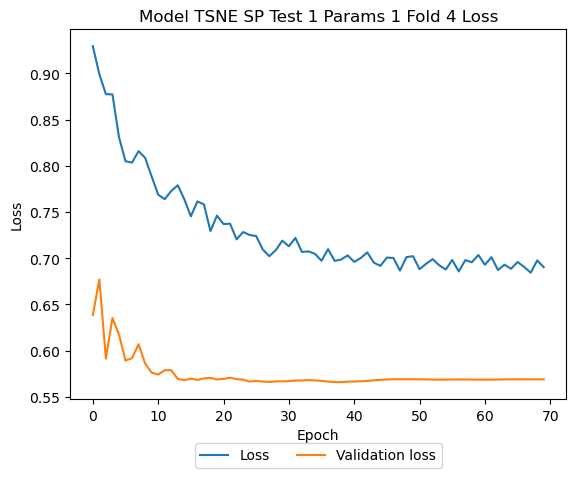 Model TSNE SP Test 1 Params 1 Fold 4 Loss
0.90
0.85
0.80
0.75
0.70
0.65
0.60
0.55
Loss
0 10 20 30 40 50 60 70
Epoch
Loss Validation loss